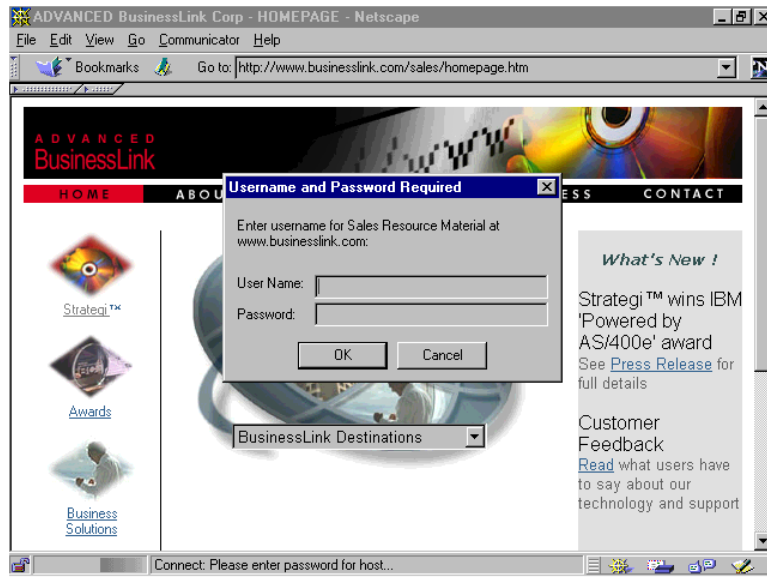 ADVANCED BusinessLink Corp - HOMEPAGE - Netscape
File Edit View Go Communicator Help
Bookmarks Go to: http://www.businesslink.com/sales/homepage.htm
ADVANCED
BusinessLink
www
HOME ABOU ESS CONTACT
Username and Password Required
Enter username for Sales Resource Material at
www.businesslink.com:
User Name:
Password:
OK Cancel
Strategi™
Awards
Business
Solutions
BusinessLink Destinations
What's New !
Strategi™ wins IBM
'Powered by
AS/400e' award
See Press Release for
full details
Customer
Feedback
Read what users have
to say about our
technology and support
Connect: Please enter password for host...